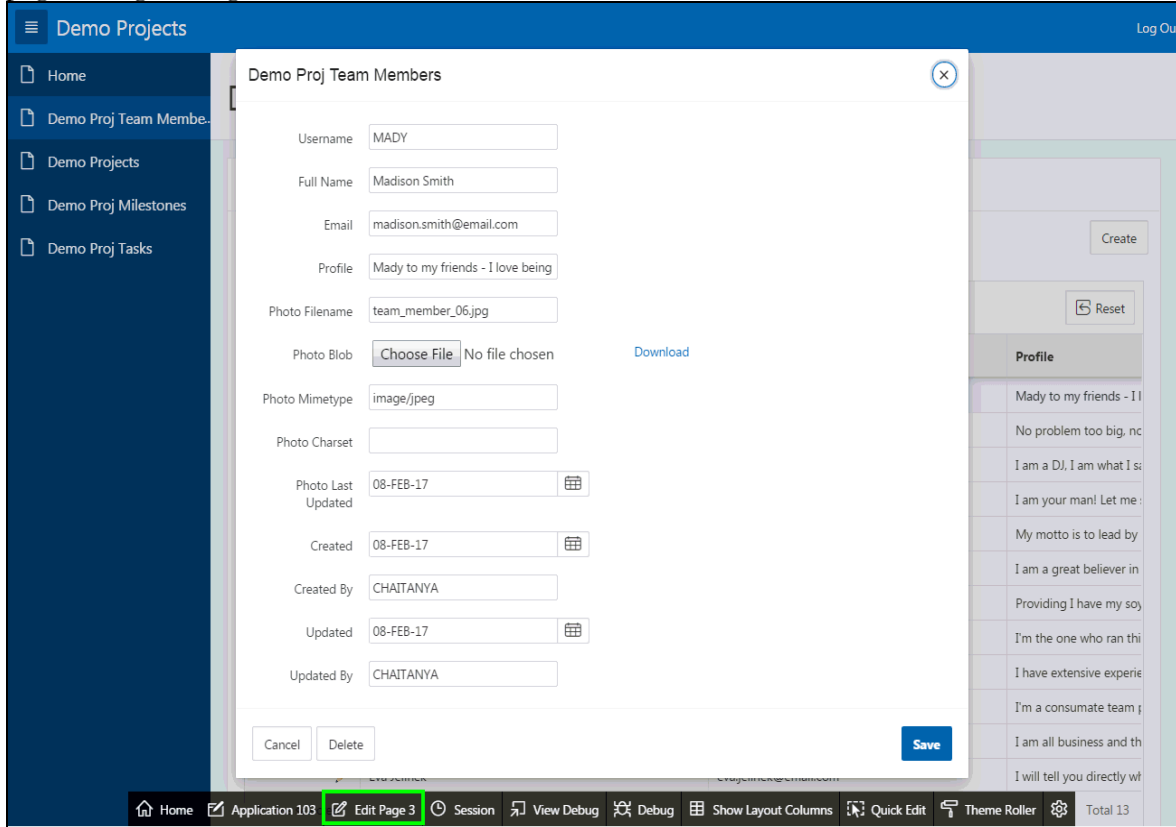 Demo Projects
Log Ou
Home
Demo Proj Team Membe..
Demo Projects
Demo Proj Milestones
Demo Proj Tasks
Demo Proj Team Members
Username MADY
Full Name Madison Smith
Email madison.smith@email.com
Profile Mady to my friends - I love being
Photo Filename team_member_06.jpg
Photo Blob Choose File No file chosen Download
Photo Mimetype image/jpeg
Photo Charset
Photo Last
Updated
08-FEB-17
Created 08-FEB-17
Created By CHAITANYA
Updated 08-FEB-17
Updated By CHAITANYA
Cancel Delete Save
Create
Reset
Profile
Mady to my friends - I l
No problem too big, nc
I am a DJ, I am what I sa
I am your man! Let me s
My motto is to lead by
I am a great believer in
Providing I have my soy
I'm the one who ran thi
I have extensive experie
I'm a consumate team p
I am all business and th
I will tell you directly wh
Home Application 103 Edit Page 3 Session View Debug Debug Show Layout Columns Quick Edit Theme Roller Total 13